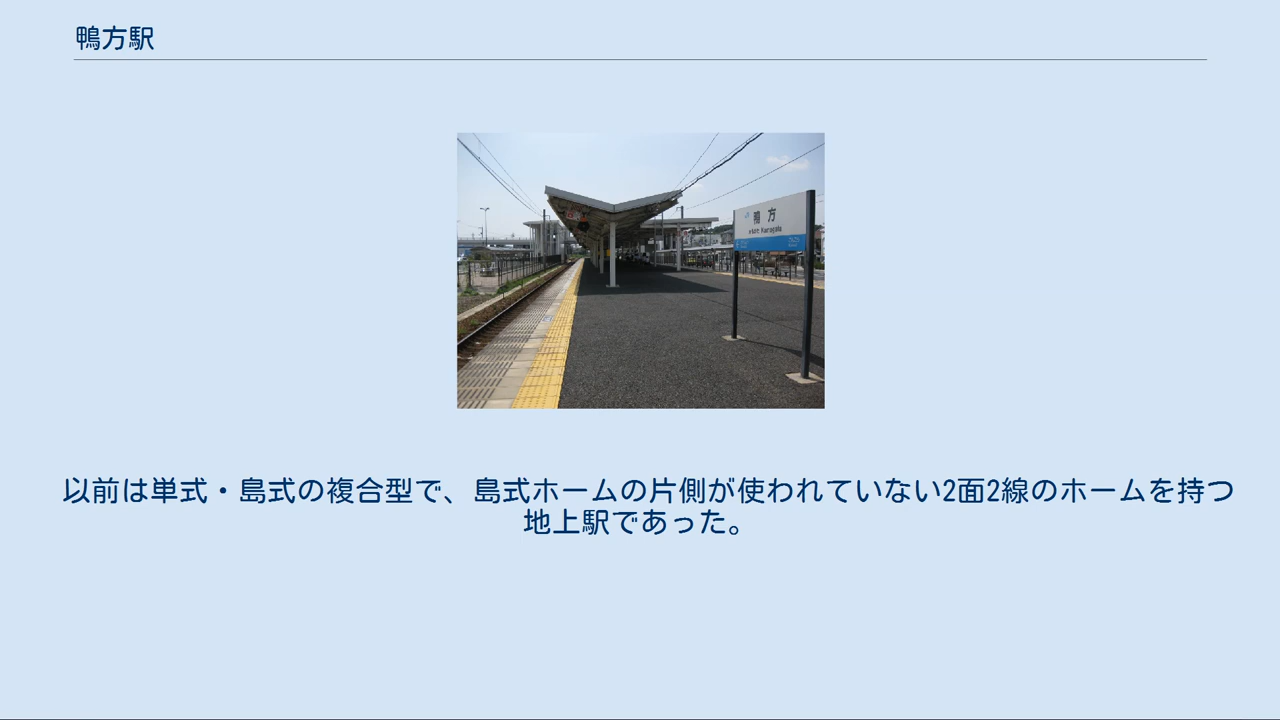 鴨方駅
鴨方
以前は単式・島式の複合型で、島式ホームの片側が使われていない2面2線のホームを持つ
地上駅であった。